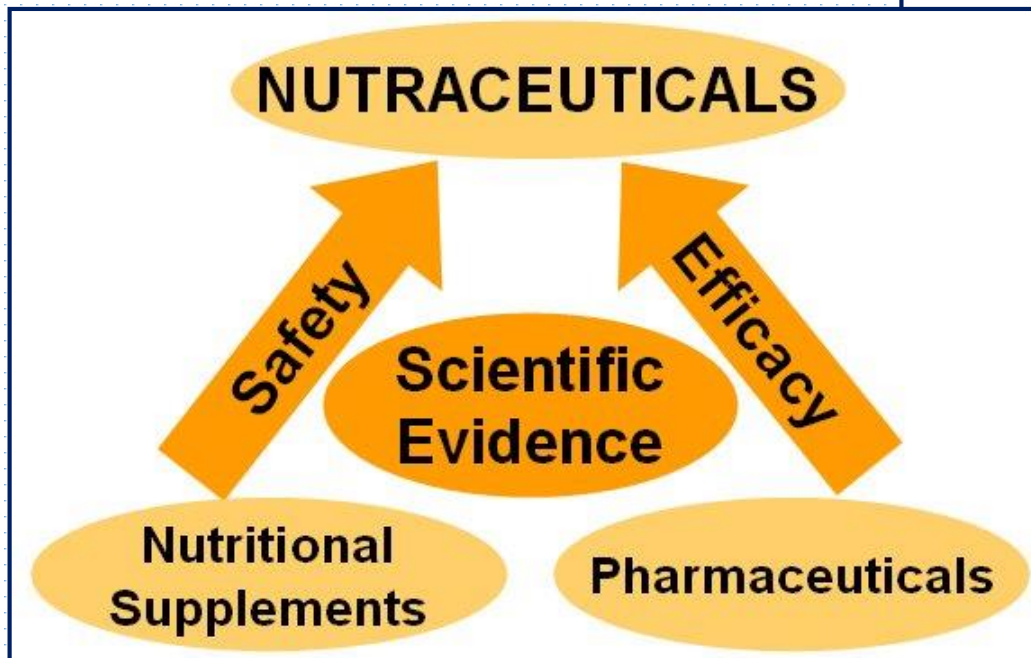 NUTRACEUTICALS
Safety
Efficacy
Scientific
Evidence
Nutritional
Supplements
Pharmaceuticals